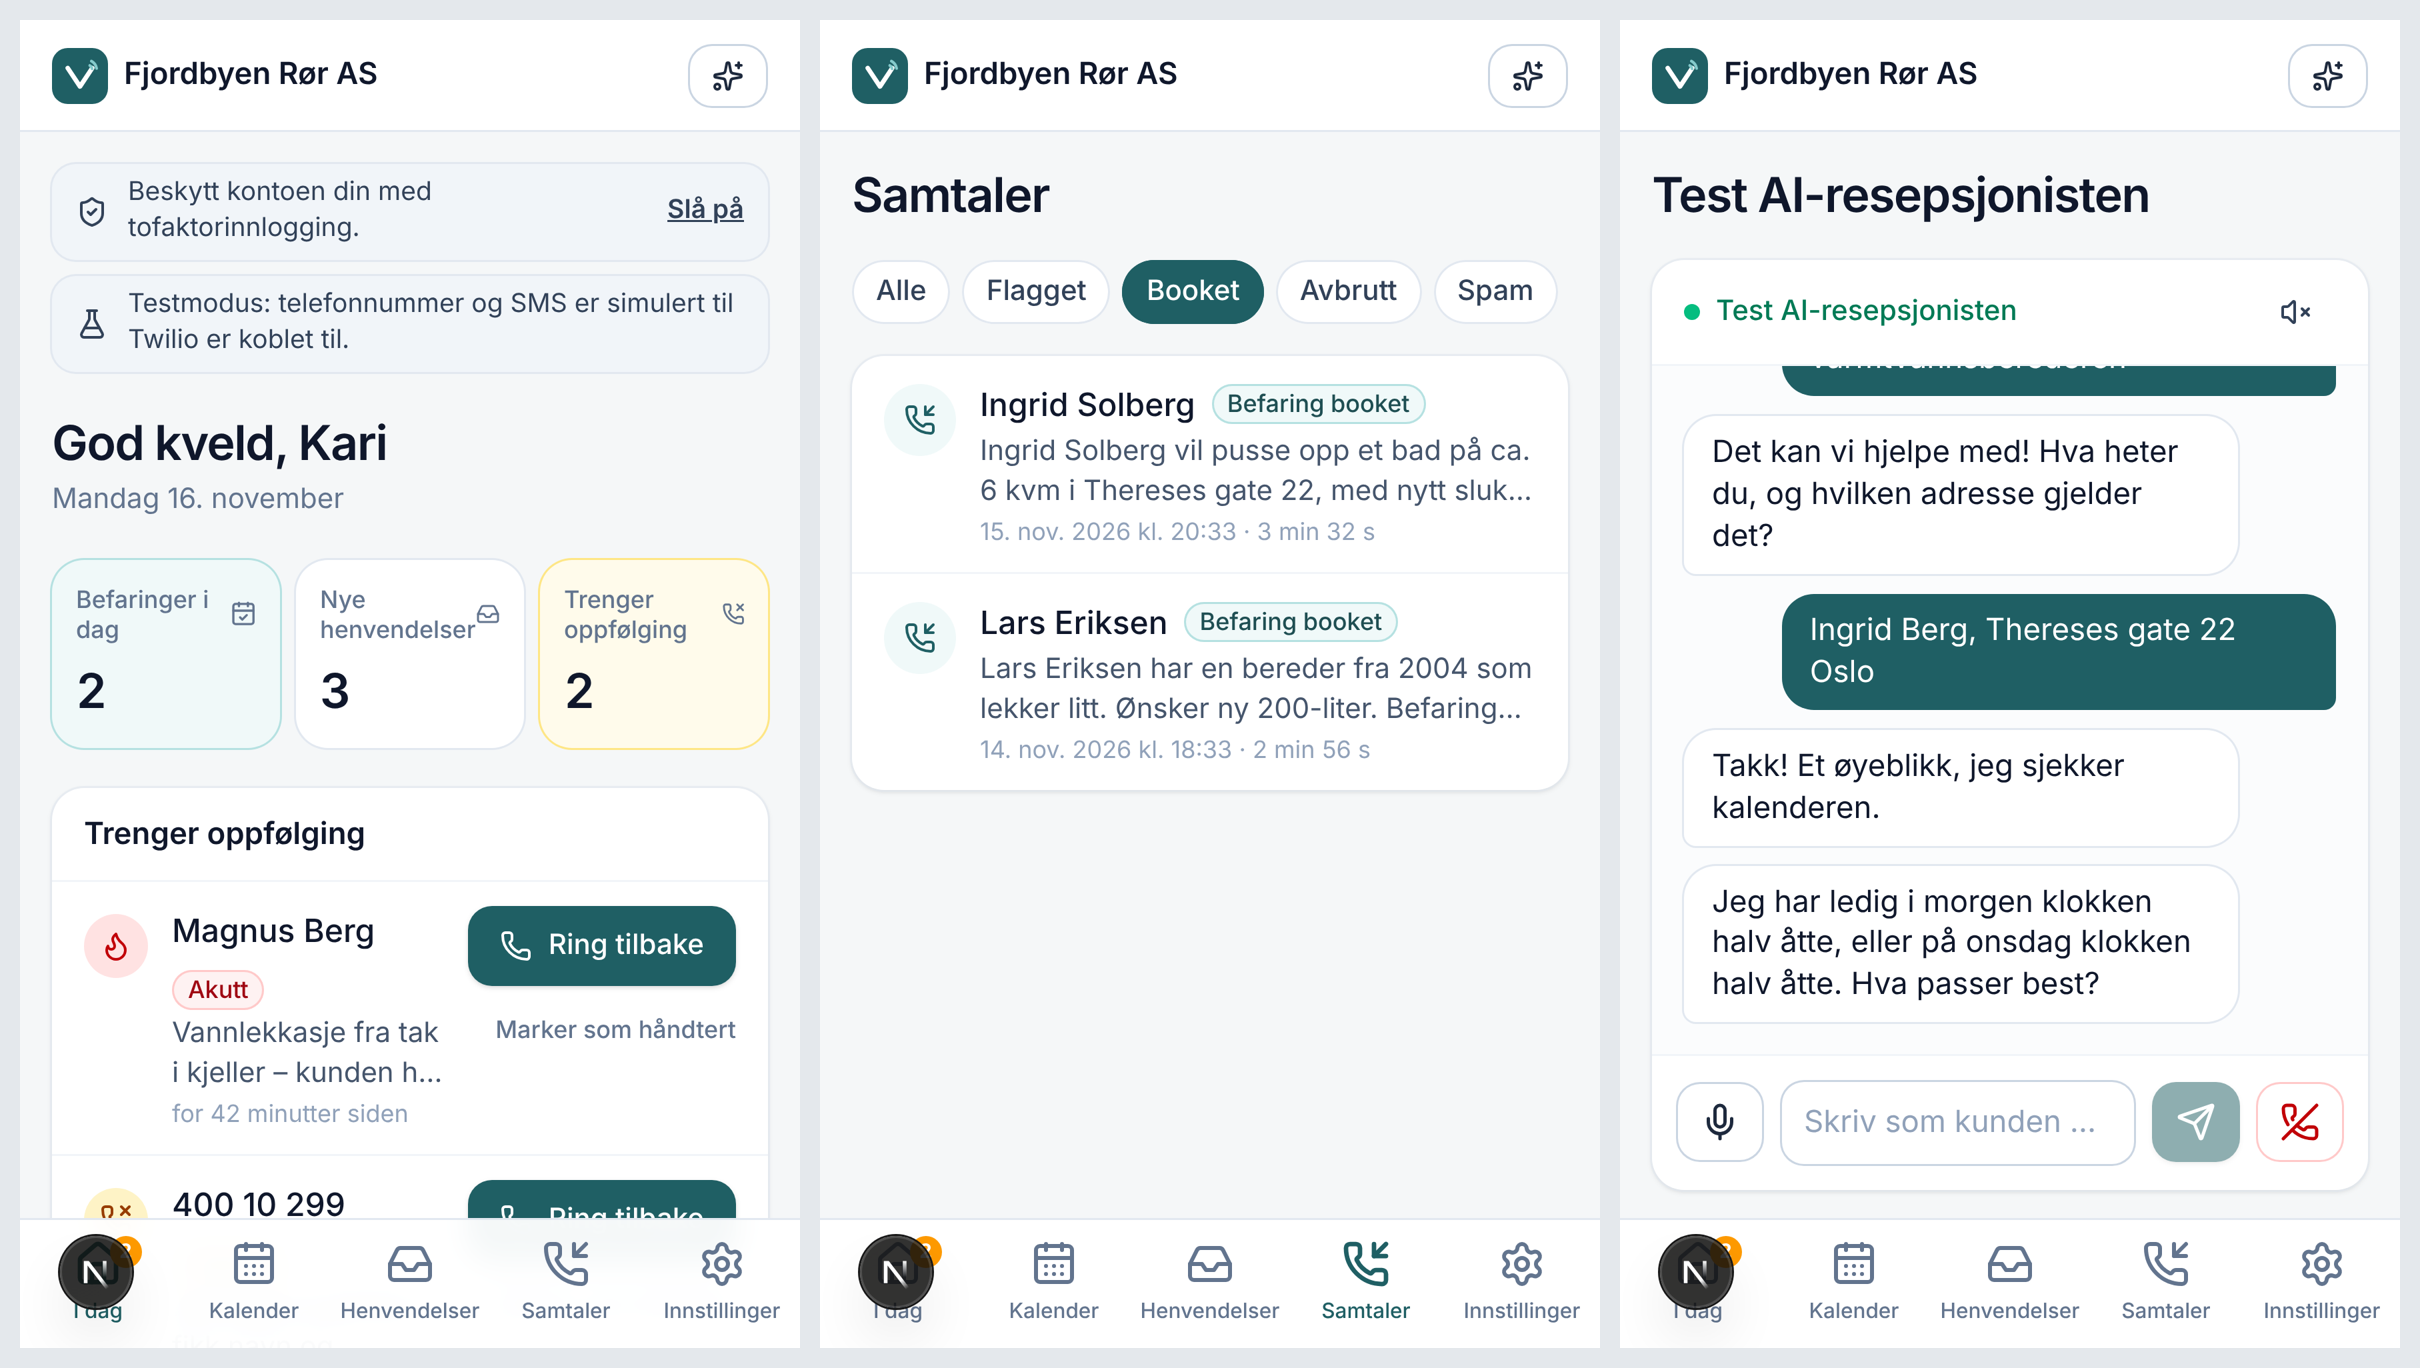 Fjordbyen Rør AS
Beskytt kontoen din med
tofaktorinnlogging.
Slå på
Testmodus: telefonnummer og SMS er simulert til
Twilio er koblet til.
God kveld, Kari
Mandag 16. november
Befaringer i
dag
2
Nye
henvendelser
3
Trenger
oppfølging
2
Trenger oppfølging
Magnus Berg
Akutt
Vannlekkasje fra tak
i kjeller – kunden h...
for 42 minutter siden
Ring tilbake
Marker som håndtert
400 10 299
Ring tilbake
N
I dag
Kalender
Henvendelser
Samtaler
Innstillinger
Fjordbyen Rør AS
Samtaler
Alle
Flagget
Booket
Avbrutt
Spam
Ingrid Solberg
Befaring booket
Ingrid Solberg vil pusse opp et bad på ca.
6 kvm i Thereses gate 22, med nytt sluk...
15. nov. 2026 kl. 20:33 · 3 min 32 s
Lars Eriksen
Befaring booket
Lars Eriksen har en bereder fra 2004 som
lekker litt. Ønsker ny 200-liter. Befaring...
14. nov. 2026 kl. 18:33 · 2 min 56 s
N
I dag
Kalender
Henvendelser
Samtaler
Innstillinger
Fjordbyen Rør AS
Test AI-resepsjonisten
Test AI-resepsjonisten
Det kan vi hjelpe med! Hva heter
du, og hvilken adresse gjelder
det?
Ingrid Berg, Thereses gate 22
Oslo
Takk! Et øyeblikk, jeg sjekker
kalenderen.
Jeg har ledig i morgen klokken
halv åtte, eller på onsdag klokken
halv åtte. Hva passer best?
Skriv som kunden ...
N
I dag
Kalender
Henvendelser
Samtaler
Innstillinger